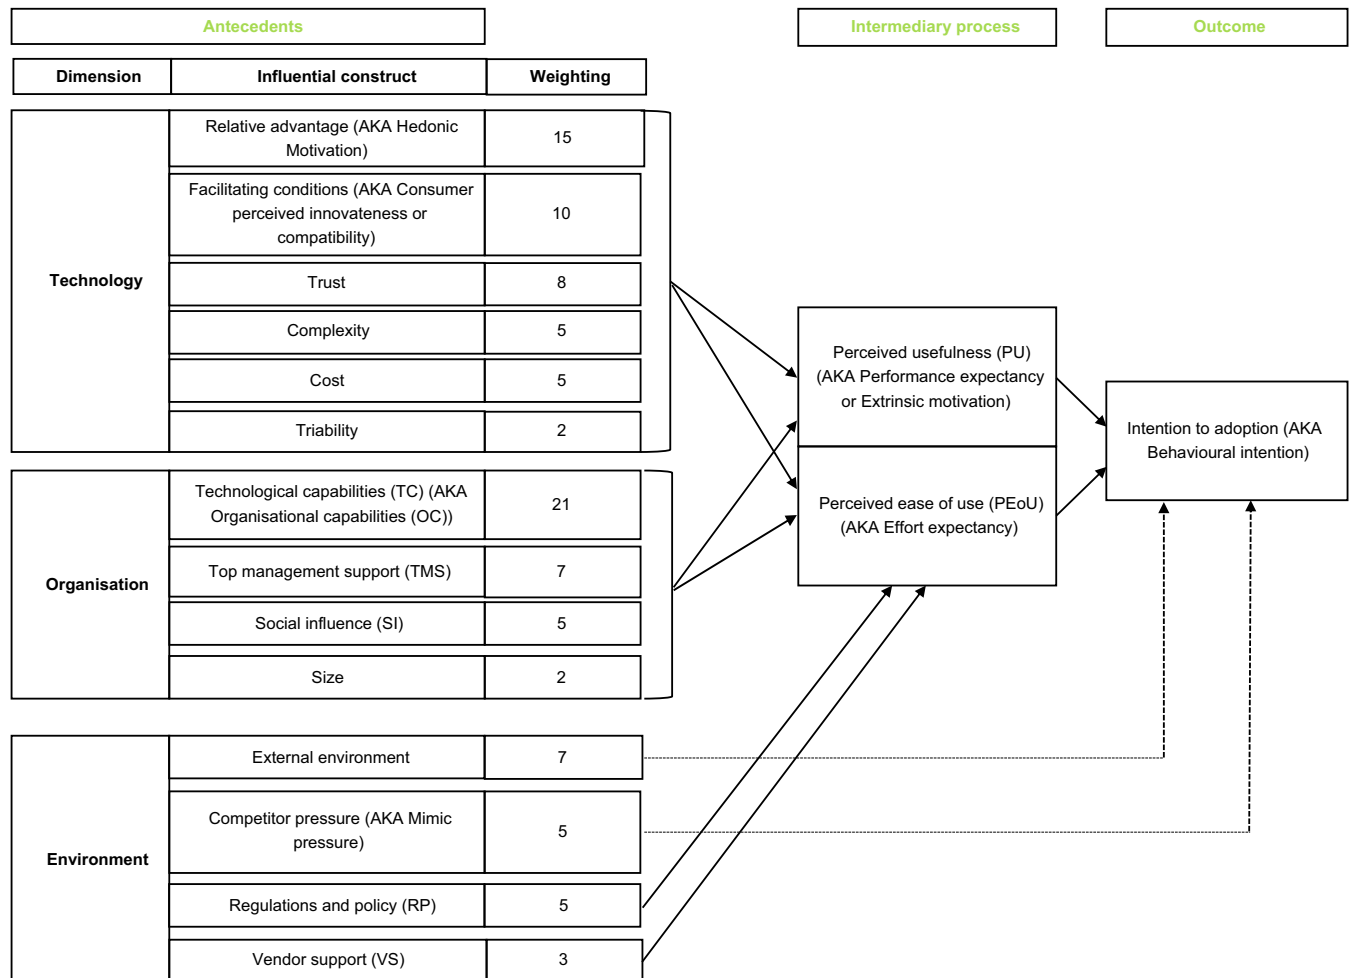 Antecedents
Intermediary process
Outcome
Dimension
Influential construct
Weighting
Technology
Relative advantage (AKA Hedonic
Motivation)
15
Facilitating conditions (AKA Consumer
perceived innovateness or
compatibility)
10
Trust
8
Complexity
5
Cost
5
Triability
2
Organisation
Technological capabilities (TC) (AKA
Organisational capabilities (OC))
21
Top management support (TMS)
7
Social influence (SI)
5
Size
2
Environment
External environment
7
Competitor pressure (AKA Mimic
pressure)
5
Regulations and policy (RP)
5
Vendor support (VS)
3
Perceived usefulness (PU)
(AKA Performance expectancy
or Extrinsic motivation)
Perceived ease of use (PEoU)
(AKA Effort expectancy)
Intention to adoption (AKA
Behavioural intention)